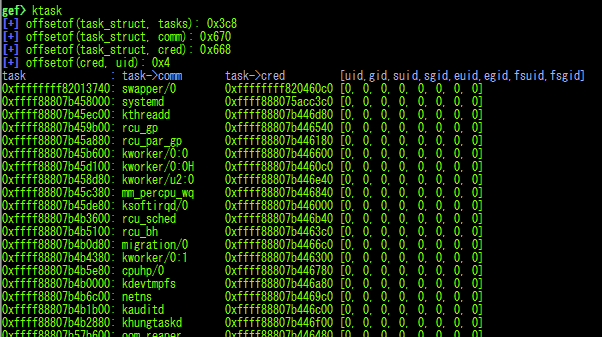 gef> ktask
[+] offsetof(task_struct, tasks): 0x3c8
[+] offsetof(task_struct, comm): 0x670
[+] offsetof(task_struct, cred): 0x668
[+] offsetof(cred, uid): 0x4
task : task->comm task->cred [uid,gid,suid,sgid,euid,egid,fsuid,fsgid]
0xffffffff82013740: swapper/0 0xffffffff820460c0 [0, 0, 0, 0, 0, 0, 0, 0]
0xffff88807b458000: systemd 0xffff888075acc3c0 [0, 0, 0, 0, 0, 0, 0, 0]
0xffff88807b45ec00: kthreadd 0xffff88807b446d80 [0, 0, 0, 0, 0, 0, 0, 0]
0xffff88807b459b00: rcu_gp 0xffff88807b446540 [0, 0, 0, 0, 0, 0, 0, 0]
0xffff88807b45a880: rcu_par_gp 0xffff88807b446180 [0, 0, 0, 0, 0, 0, 0, 0]
0xffff88807b45b600: kworker/0:0 0xffff88807b446600 [0, 0, 0, 0, 0, 0, 0, 0]
0xffff88807b45d100: kworker/0:0H 0xffff88807b4460c0 [0, 0, 0, 0, 0, 0, 0, 0]
0xffff88807b458d80: kworker/u2:0 0xffff88807b446e40 [0, 0, 0, 0, 0, 0, 0, 0]
0xffff88807b45c380: mm_percpu_wq 0xffff88807b446840 [0, 0, 0, 0, 0, 0, 0, 0]
0xffff88807b45de80: ksoftirqd/0 0xffff88807b446000 [0, 0, 0, 0, 0, 0, 0, 0]
0xffff88807b4b3600: rcu_sched 0xffff88807b446b40 [0, 0, 0, 0, 0, 0, 0, 0]
0xffff88807b4b5100: rcu_bh 0xffff88807b4463c0 [0, 0, 0, 0, 0, 0, 0, 0]
0xffff88807b4b0d80: migration/0 0xffff88807b4466c0 [0, 0, 0, 0, 0, 0, 0, 0]
0xffff88807b4b4380: kworker/0:1 0xffff88807b446300 [0, 0, 0, 0, 0, 0, 0, 0]
0xffff88807b4b5e80: cpuhp/0 0xffff88807b446780 [0, 0, 0, 0, 0, 0, 0, 0]
0xffff88807b4b0000: kdevtmpfs 0xffff88807b446a80 [0, 0, 0, 0, 0, 0, 0, 0]
0xffff88807b4b6c00: netns 0xffff88807b4469c0 [0, 0, 0, 0, 0, 0, 0, 0]
0xffff88807b4b1b00: kauditd 0xffff88807b446c00 [0, 0, 0, 0, 0, 0, 0, 0]
0xffff88807b4b2880: khungtaskd 0xffff88807b446f00 [0, 0, 0, 0, 0, 0, 0, 0]
0xffff88807b57b600: oom_reaper 0xffff88807b446480 [0, 0, 0, 0, 0, 0, 0, 0]